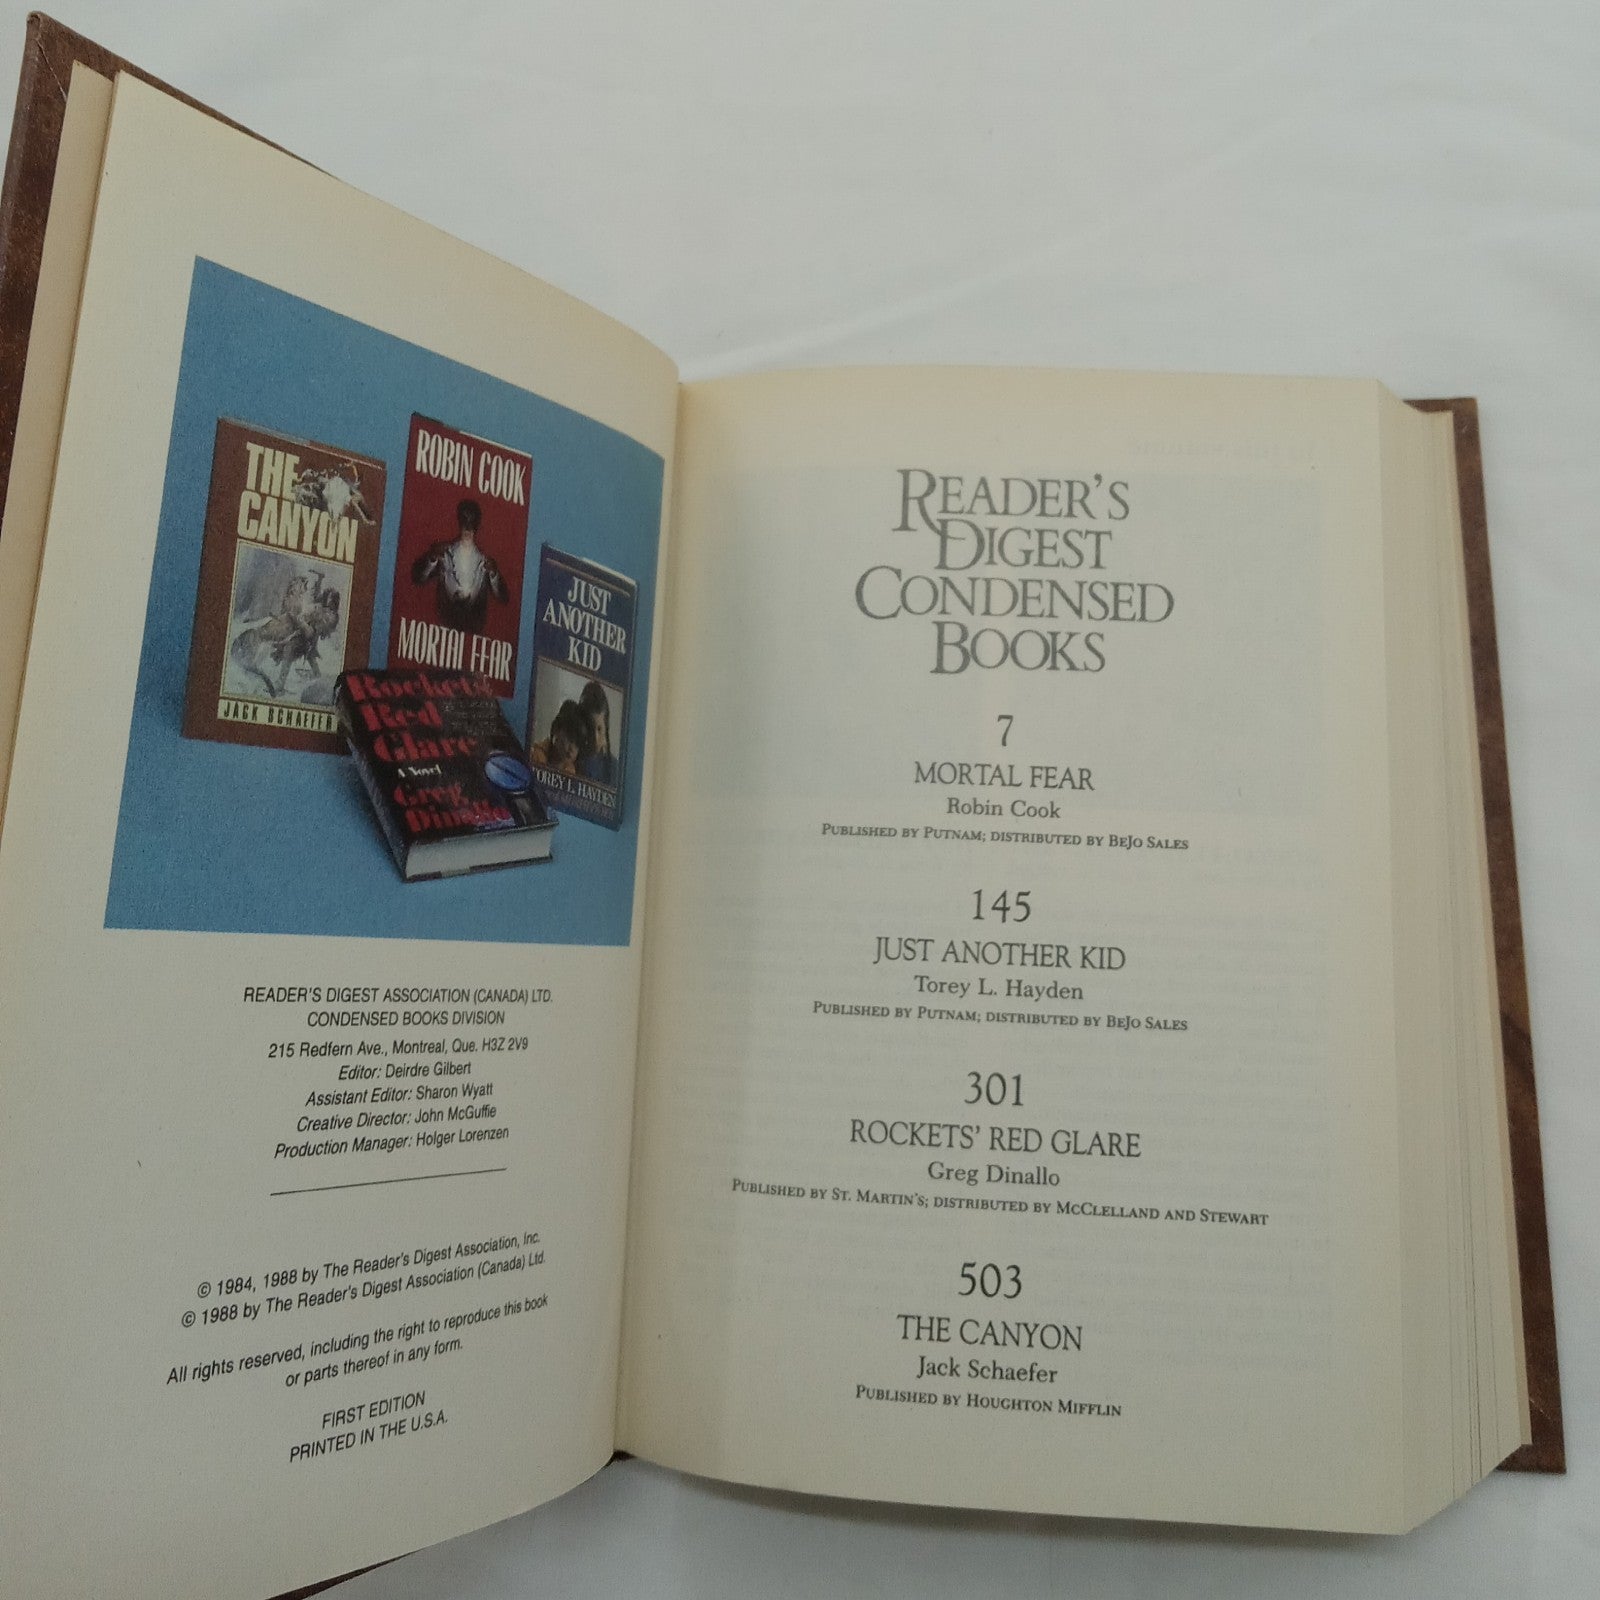 THE
CANYON
JACK SCHAEFER
ROBIN COOK
MORTAL FEAR
JUST
ANOTHER
KID
TOREY L. HAYDEN
Rockets'
Red
Glare
A Novel
Greg
Dinallo
READER'S DIGEST ASSOCIATION (CANADA) LTD.
CONDENSED BOOKS DIVISION
215 Redfern Ave., Montreal, Que. H3Z 2V9
Editor: Deirdre Gilbert
Assistant Editor: Sharon Wyatt
Creative Director: John McGuffie
Production Manager: Holger Lorenzen
© 1984, 1988 by The Reader's Digest Association, Inc.
© 1988 by The Reader's Digest Association (Canada) Ltd.
All rights reserved, including the right to reproduce this book
or parts thereof in any form.
FIRST EDITION
PRINTED IN THE U.S.A.
READER'S
DIGEST
CONDENSED
BOOKS
7
MORTAL FEAR
Robin Cook
PUBLISHED BY PUTNAM; DISTRIBUTED BY BEJO SALES
145
JUST ANOTHER KID
Torey L. Hayden
PUBLISHED BY PUTNAM; DISTRIBUTED BY BEJO SALES
301
ROCKETS' RED GLARE
Greg Dinallo
PUBLISHED BY ST. MARTIN'S; DISTRIBUTED BY MCCLELLAND AND STEWART
503
THE CANYON
Jack Schaefer
PUBLISHED BY HOUGHTON MIFFLIN